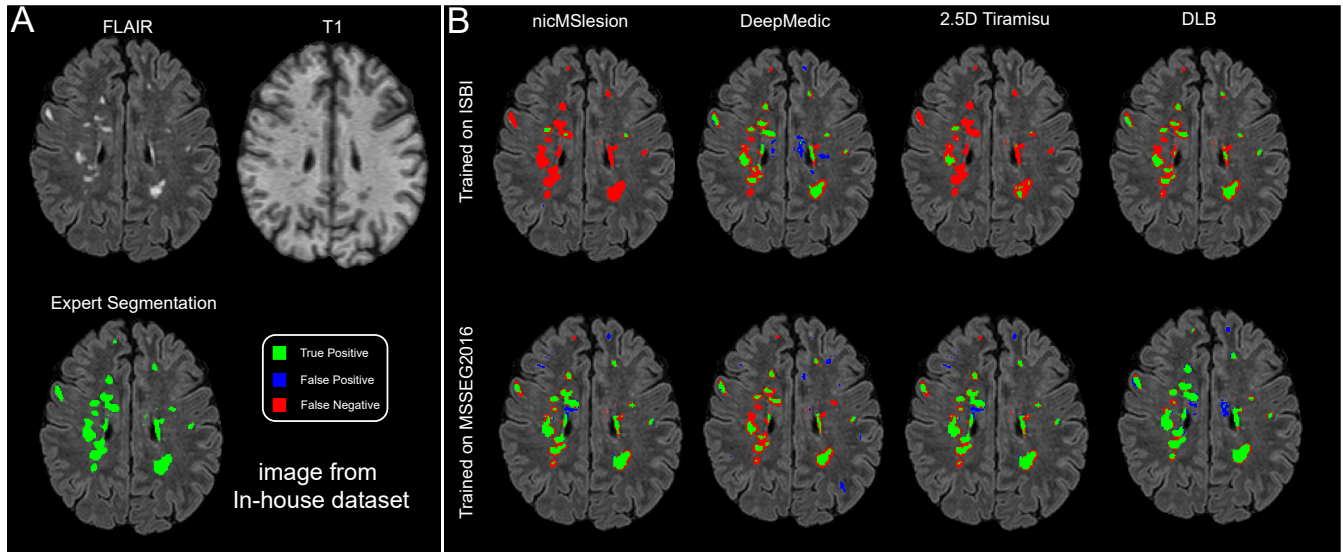 A
FLAIR
T1
Expert Segmentation
True Positive
False Positive
False Negative
image from
In-house dataset
B
nicMSlesion
DeepMedic
2.5D Tiramisu
DLB
Trained on ISBI
Trained on MSSEG2016